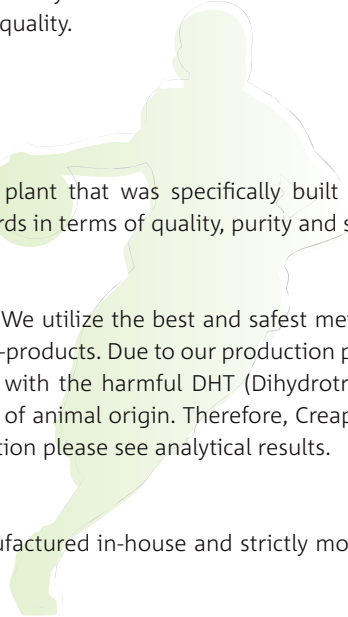 quality.
plant that was specifically built
rds in terms of quality, purity and s
We utilize the best and safest me
-products. Due to our production p
with the harmful DHT (Dihydrotr
of animal origin. Therefore, Creap
tion please see analytical results.
ufactured in-house and strictly mo